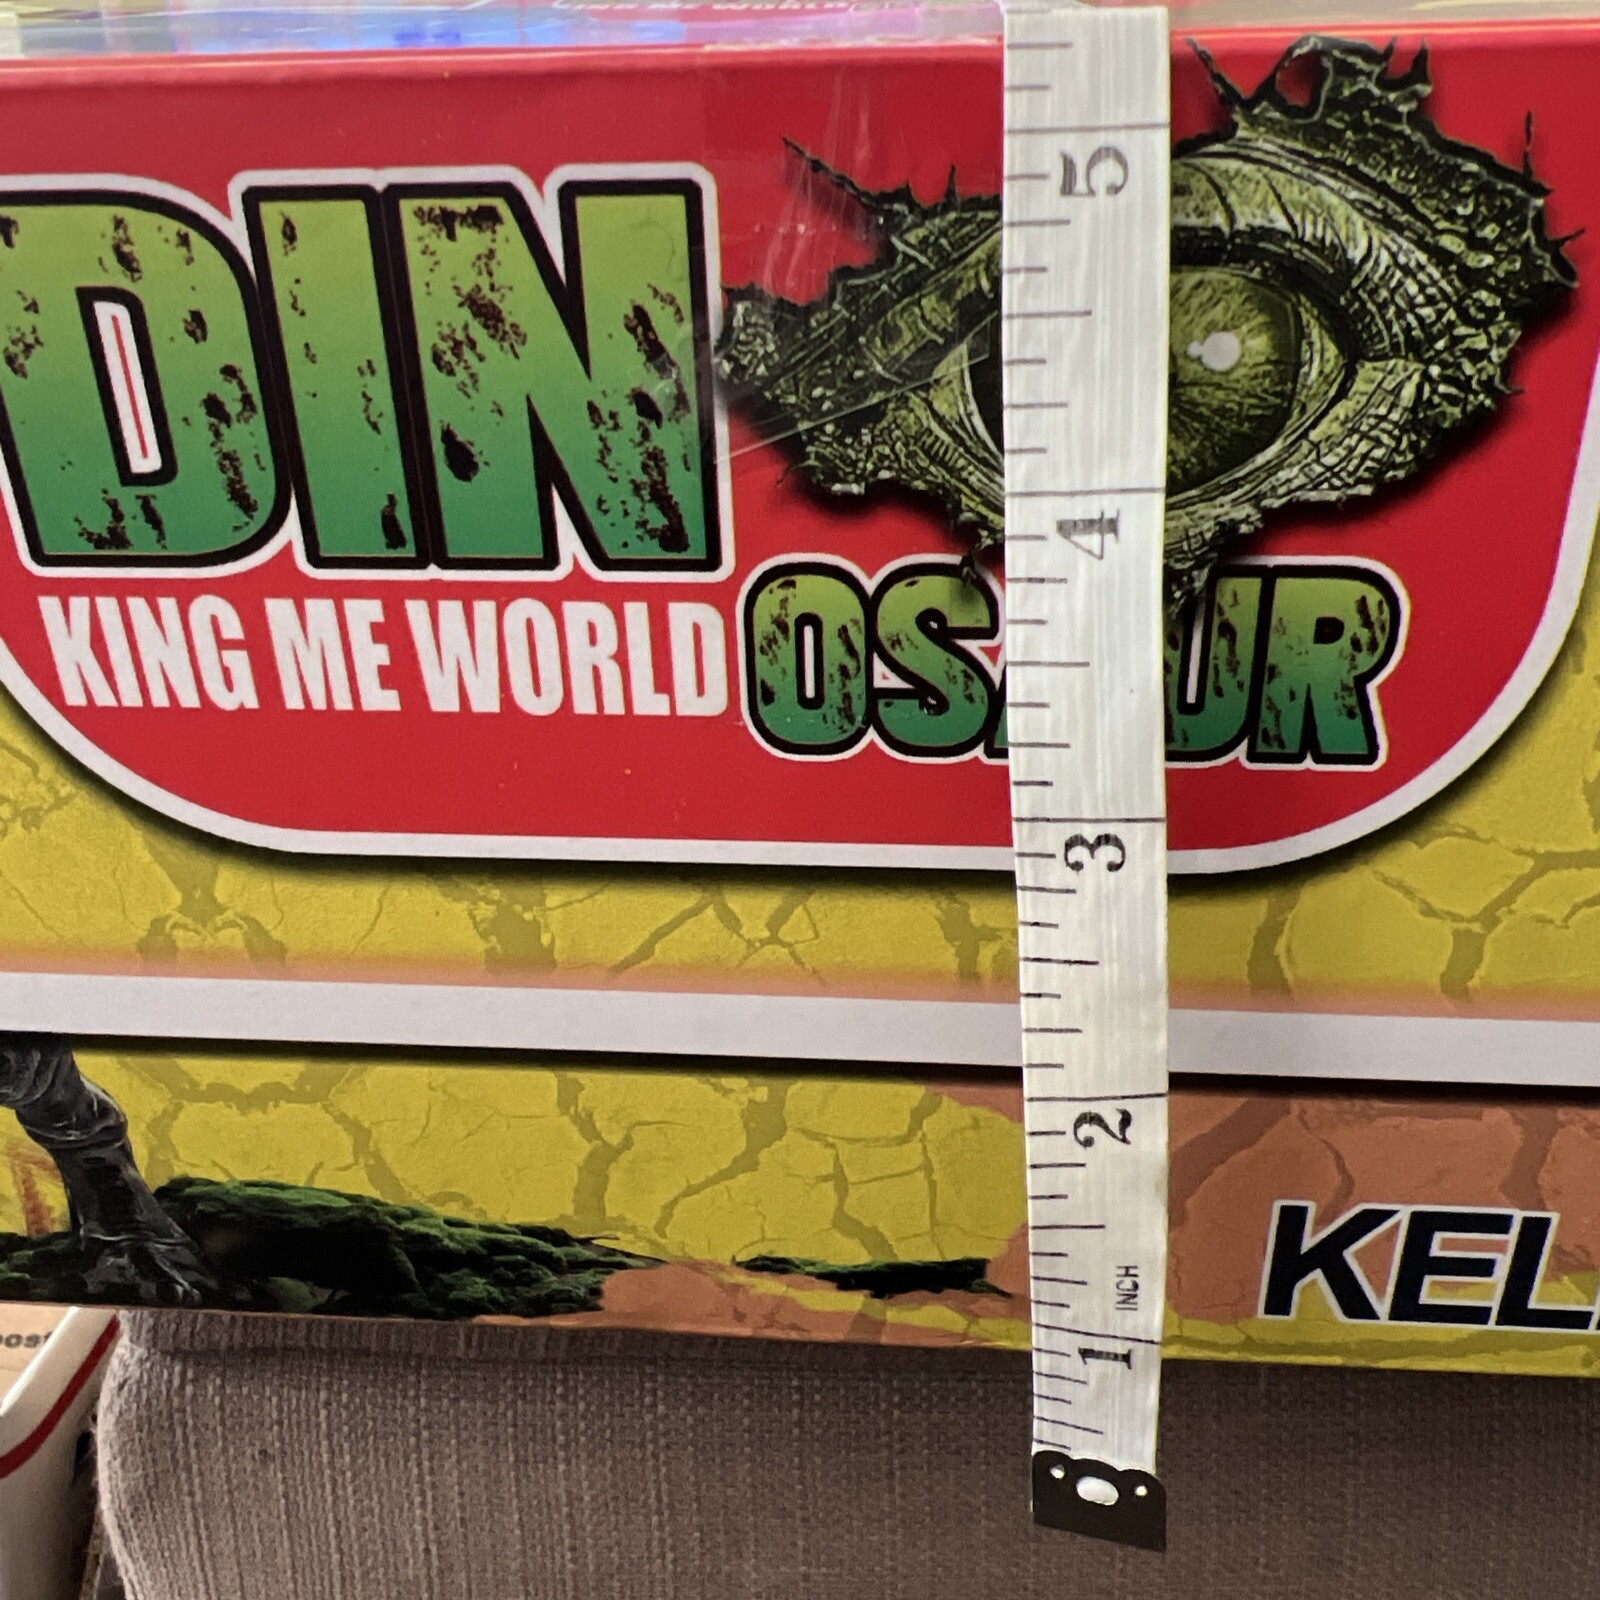 DIN
KING ME WORLD
OS UR
5
4
3
2
1 INCH
KEL